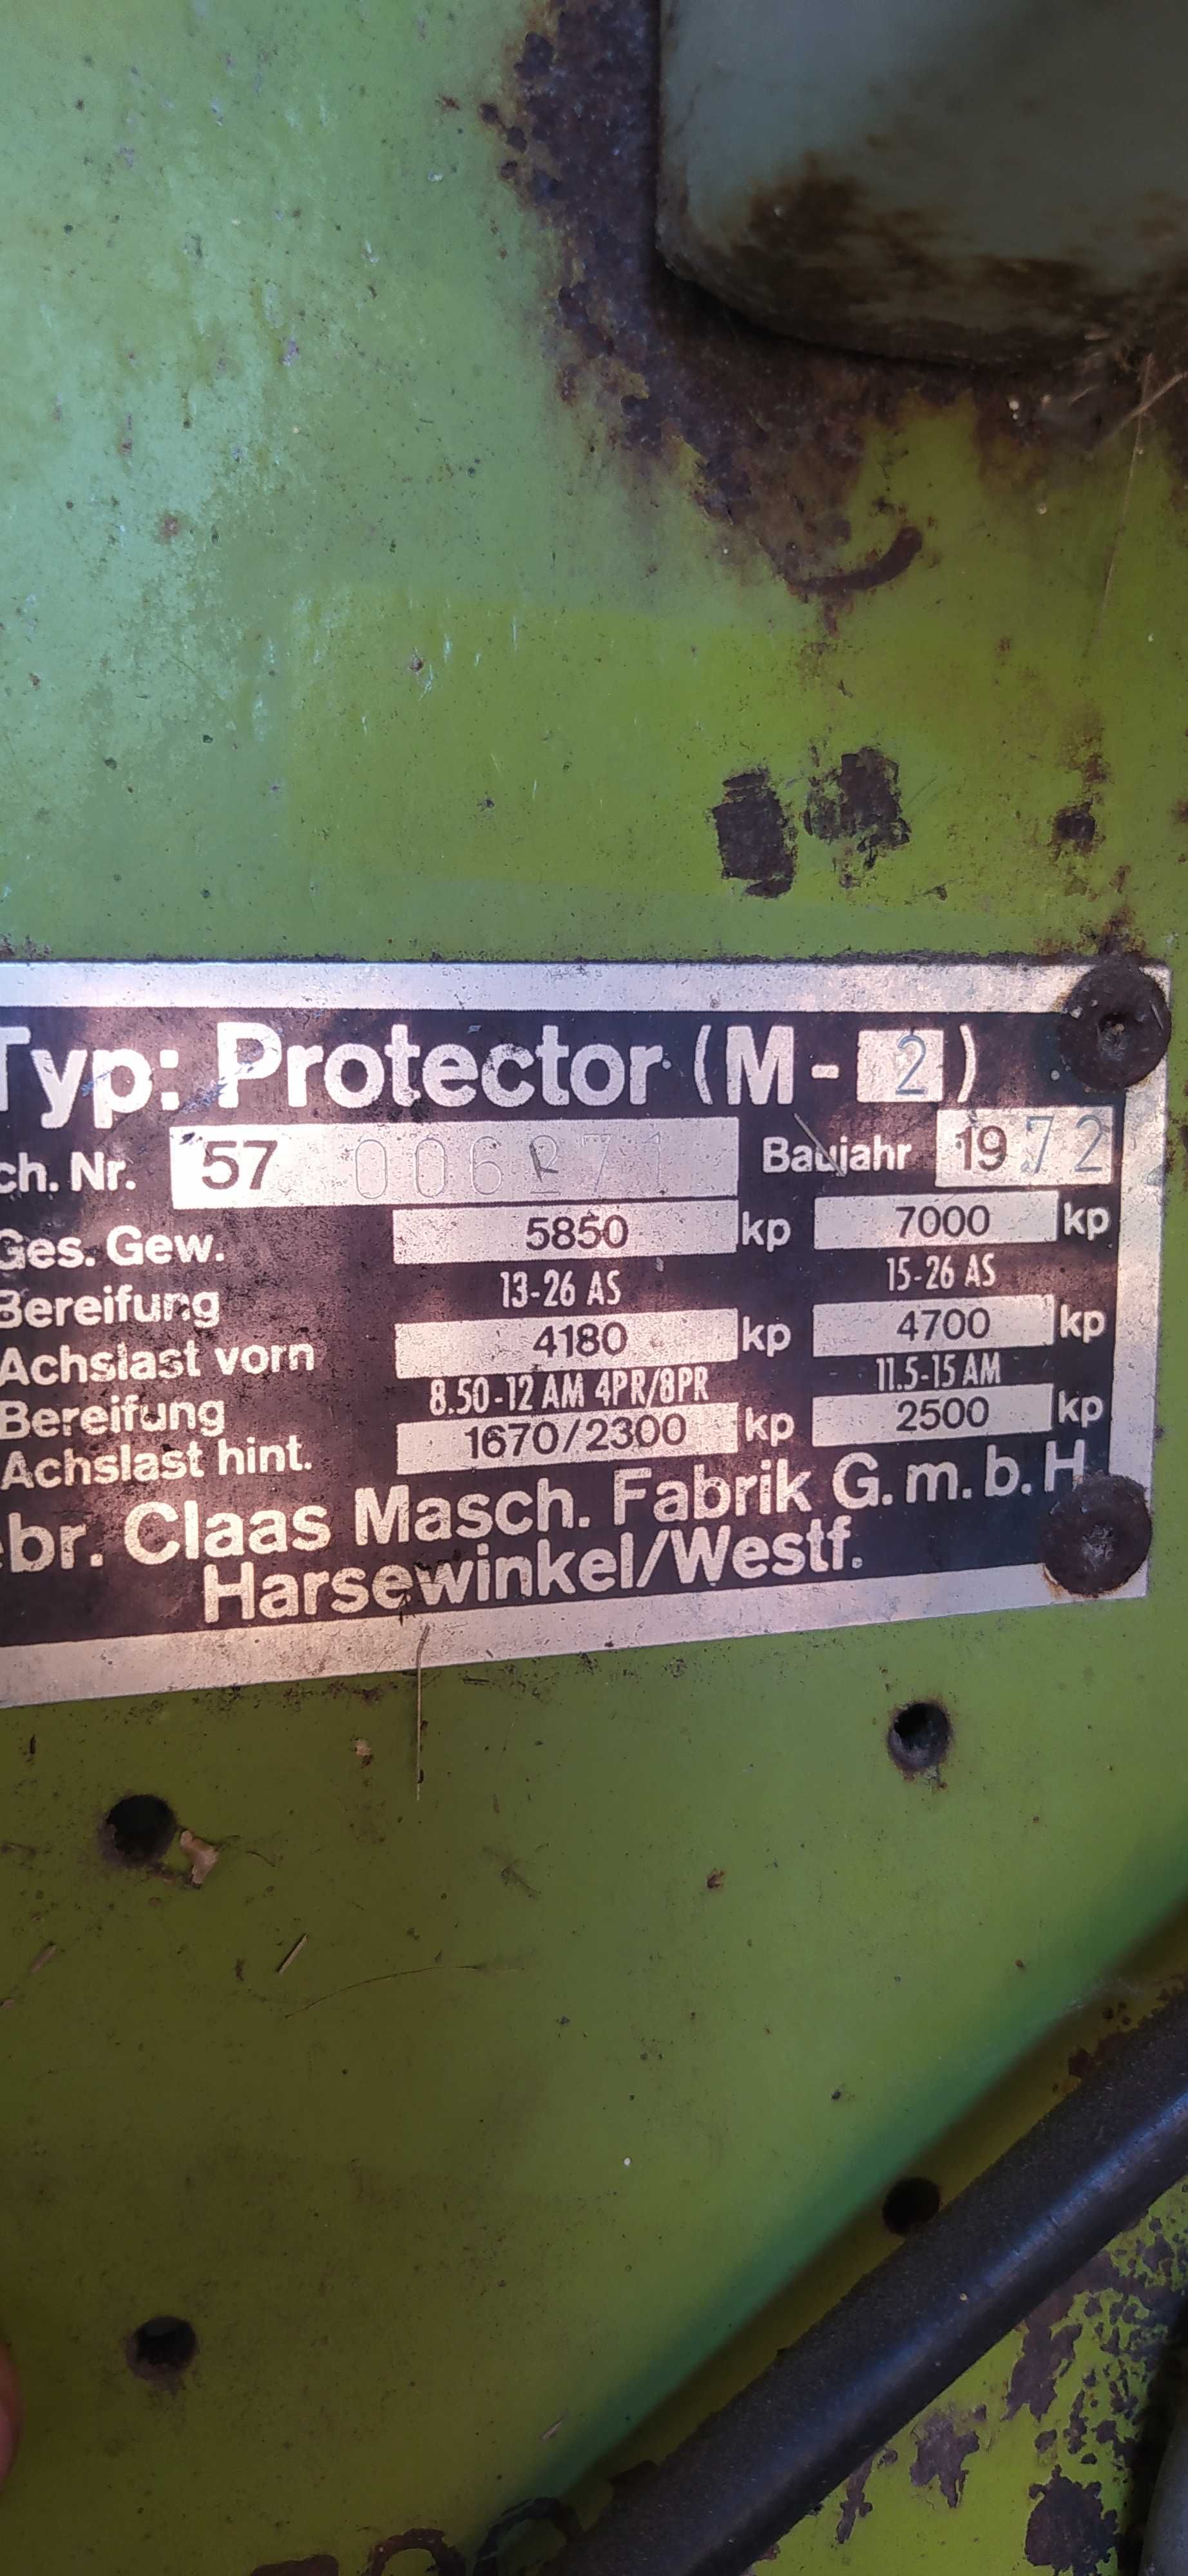 Typ: Protector (M-2)
ch. Nr. 57 006271 Baujahr 1972
Ges. Gew. 5850 kp 7000 kp
Bereifung 13-26 AS 15-26 AS
Achslast vorn 4180 kp 4700 kp
Bereifung 8.50-12 AM 4PR/8PR 11.5-15 AM
Achslast hint. 1670/2300 kp 2500 kp
ebr. Claas Masch. Fabrik G.m.b.H
Harsewinkel/Westf.